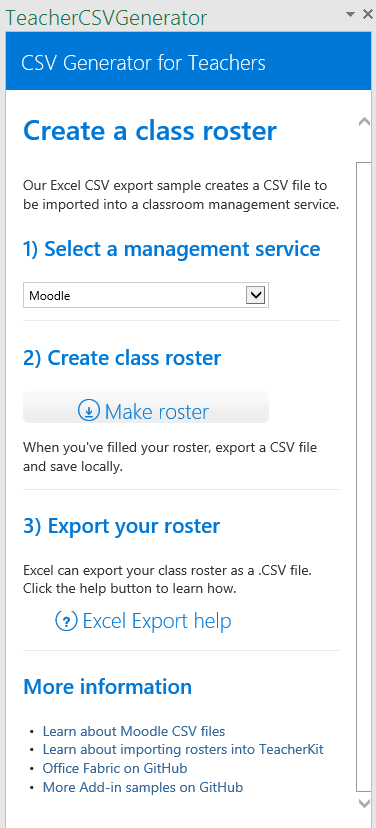 TeacherCSVGenerator
CSV Generator for Teachers
Create a class roster
Our Excel CSV export sample creates a CSV file to
be imported into a classroom management service.
1) Select a management service
Moodle
2) Create class roster
Make roster
When you've filled your roster, export a CSV file
and save locally.
3) Export your roster
Excel can export your class roster as a .CSV file.
Click the help button to learn how.
? Excel Export help
More information
• Learn about Moodle CSV files
• Learn about importing rosters into TeacherKit
• Office Fabric on GitHub
• More Add-in samples on GitHub